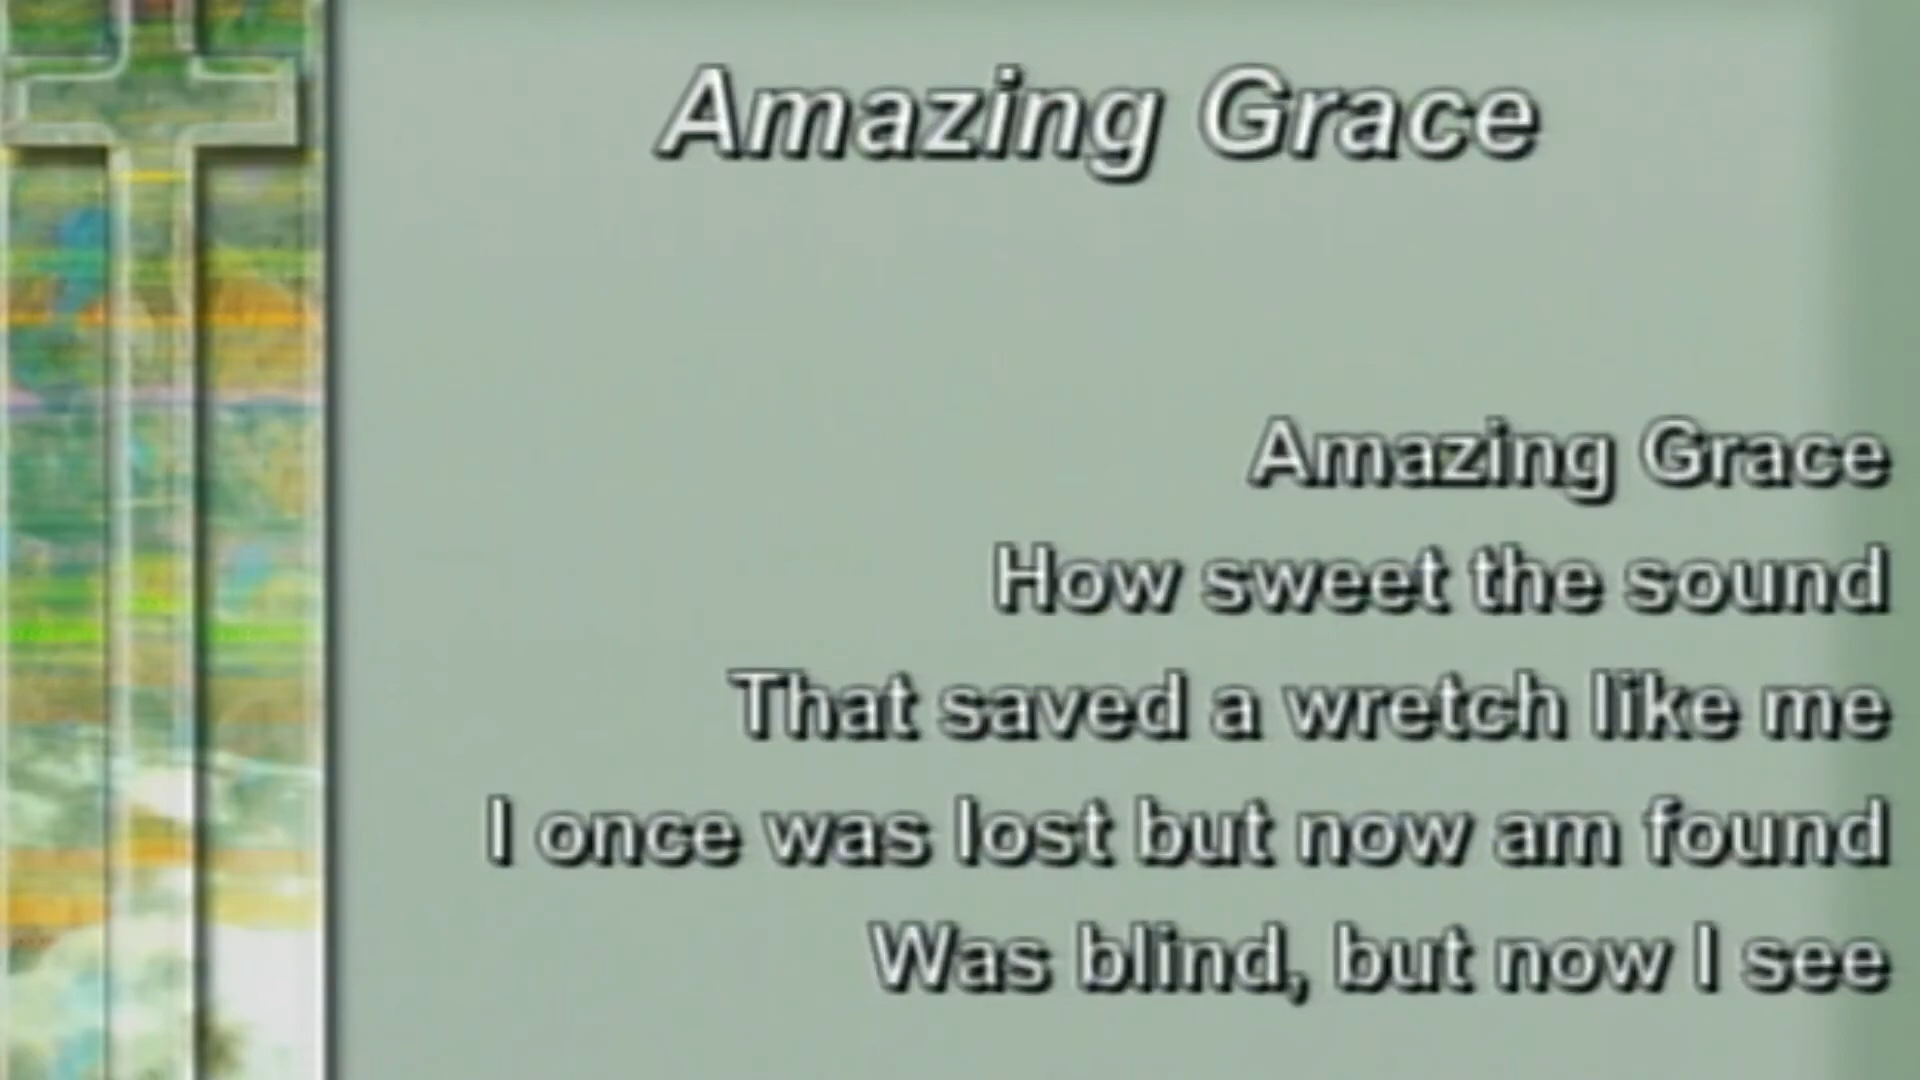 Amazing Grace
Amazing Grace
How sweet the sound
That saved a wretch like me
I once was lost but now am found
Was blind, but now I see